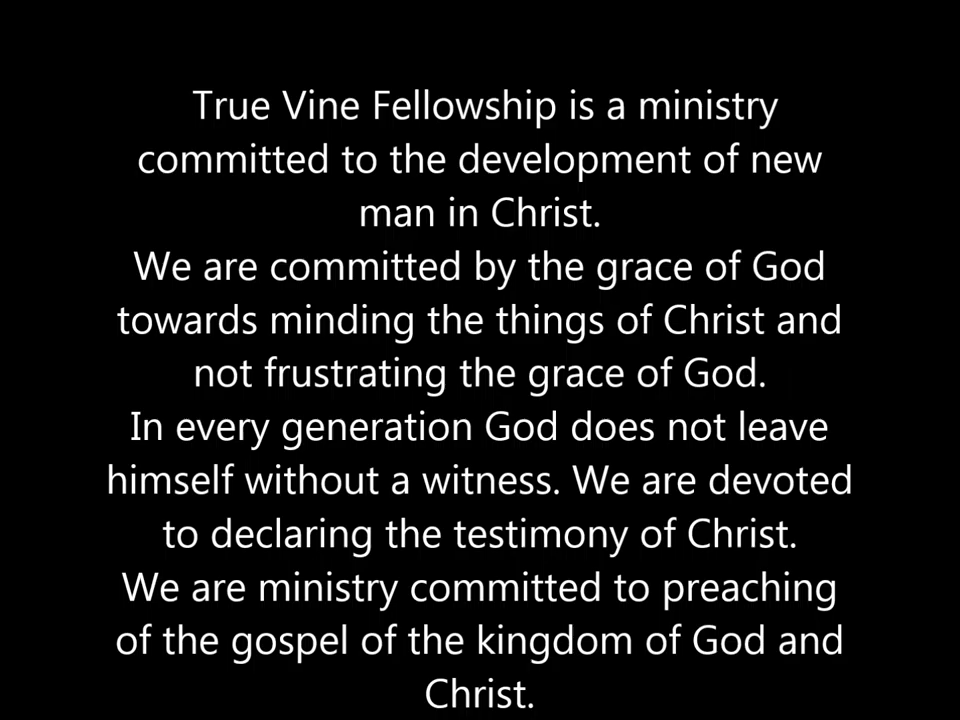 True Vine Fellowship is a ministry
committed to the development of new
man in Christ.
We are committed by the grace of God
towards minding the things of Christ and
not frustrating the grace of God.
In every generation God does not leave
himself without a witness. We are devoted
to declaring the testimony of Christ.
We are ministry committed to preaching
of the gospel of the kingdom of God and
Christ.